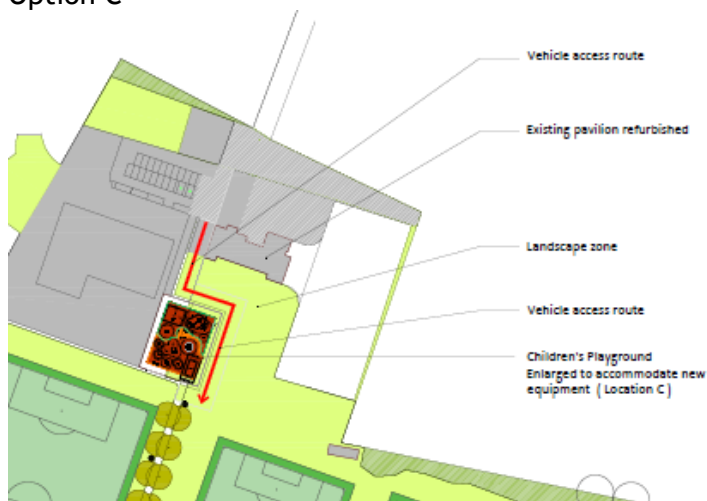 Option C
Vehicle access route
Existing pavilion refurbished
Landscape zone
Vehicle access route
Children's Playground
Enlarged to accommodate new
equipment ( Location C )